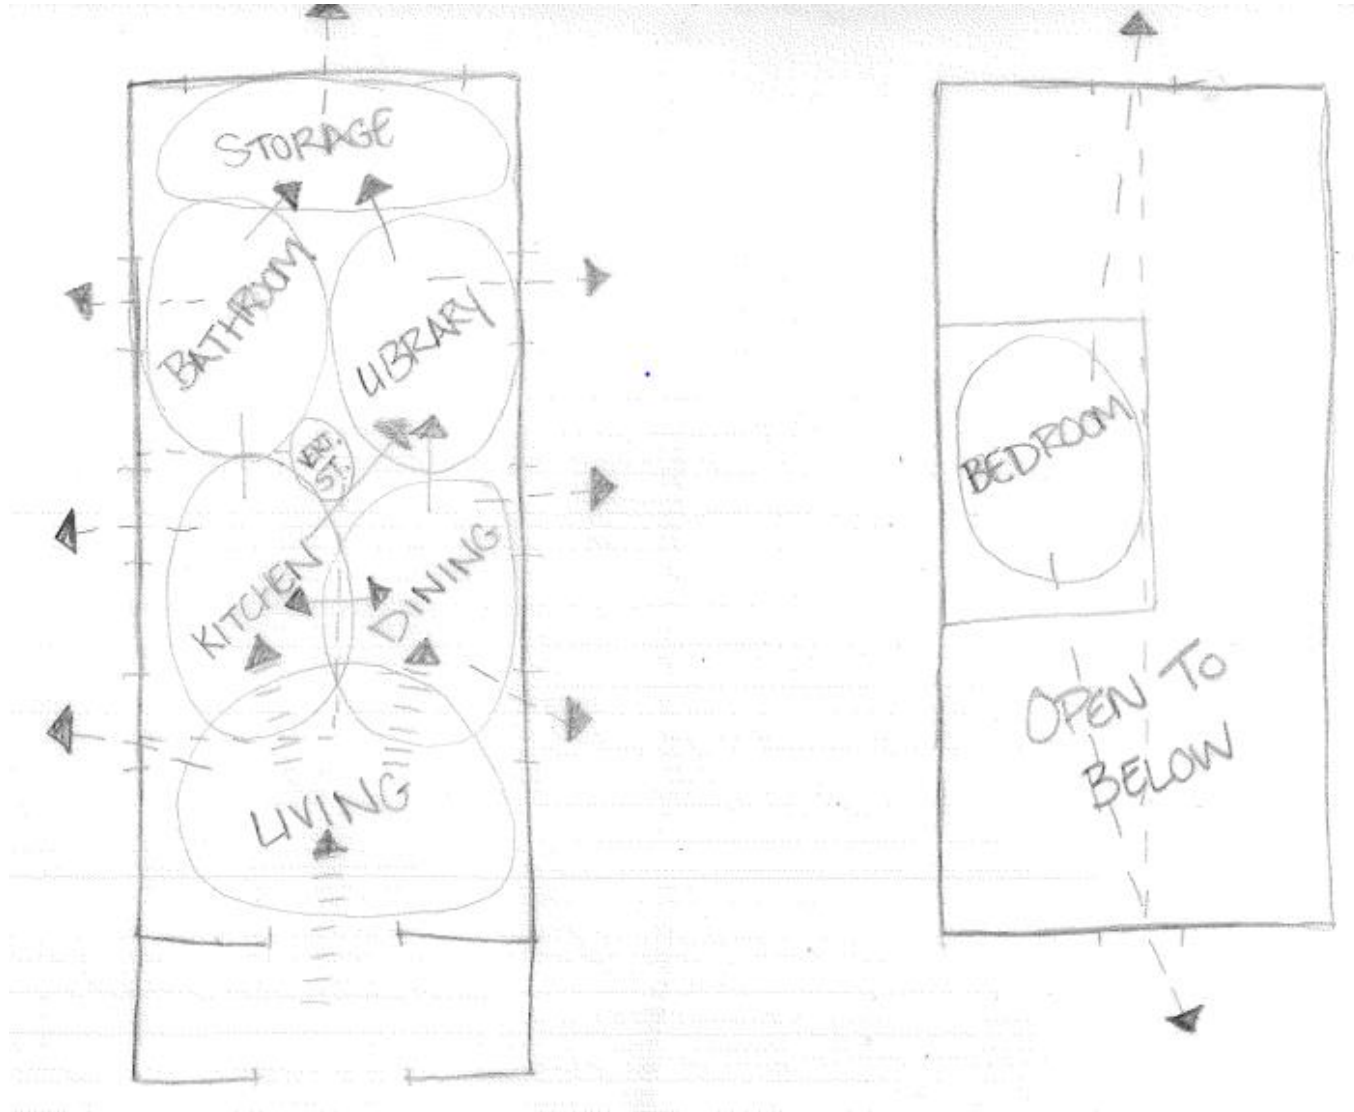 STORAGE
BATHROOM
LIBRARY
VERT.
ST.
KITCHEN
DINING
LIVING
BEDROOM
OPEN TO
BELOW